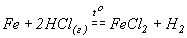 t°
Fe + 2HCl(г) == FeCl₂ + H₂